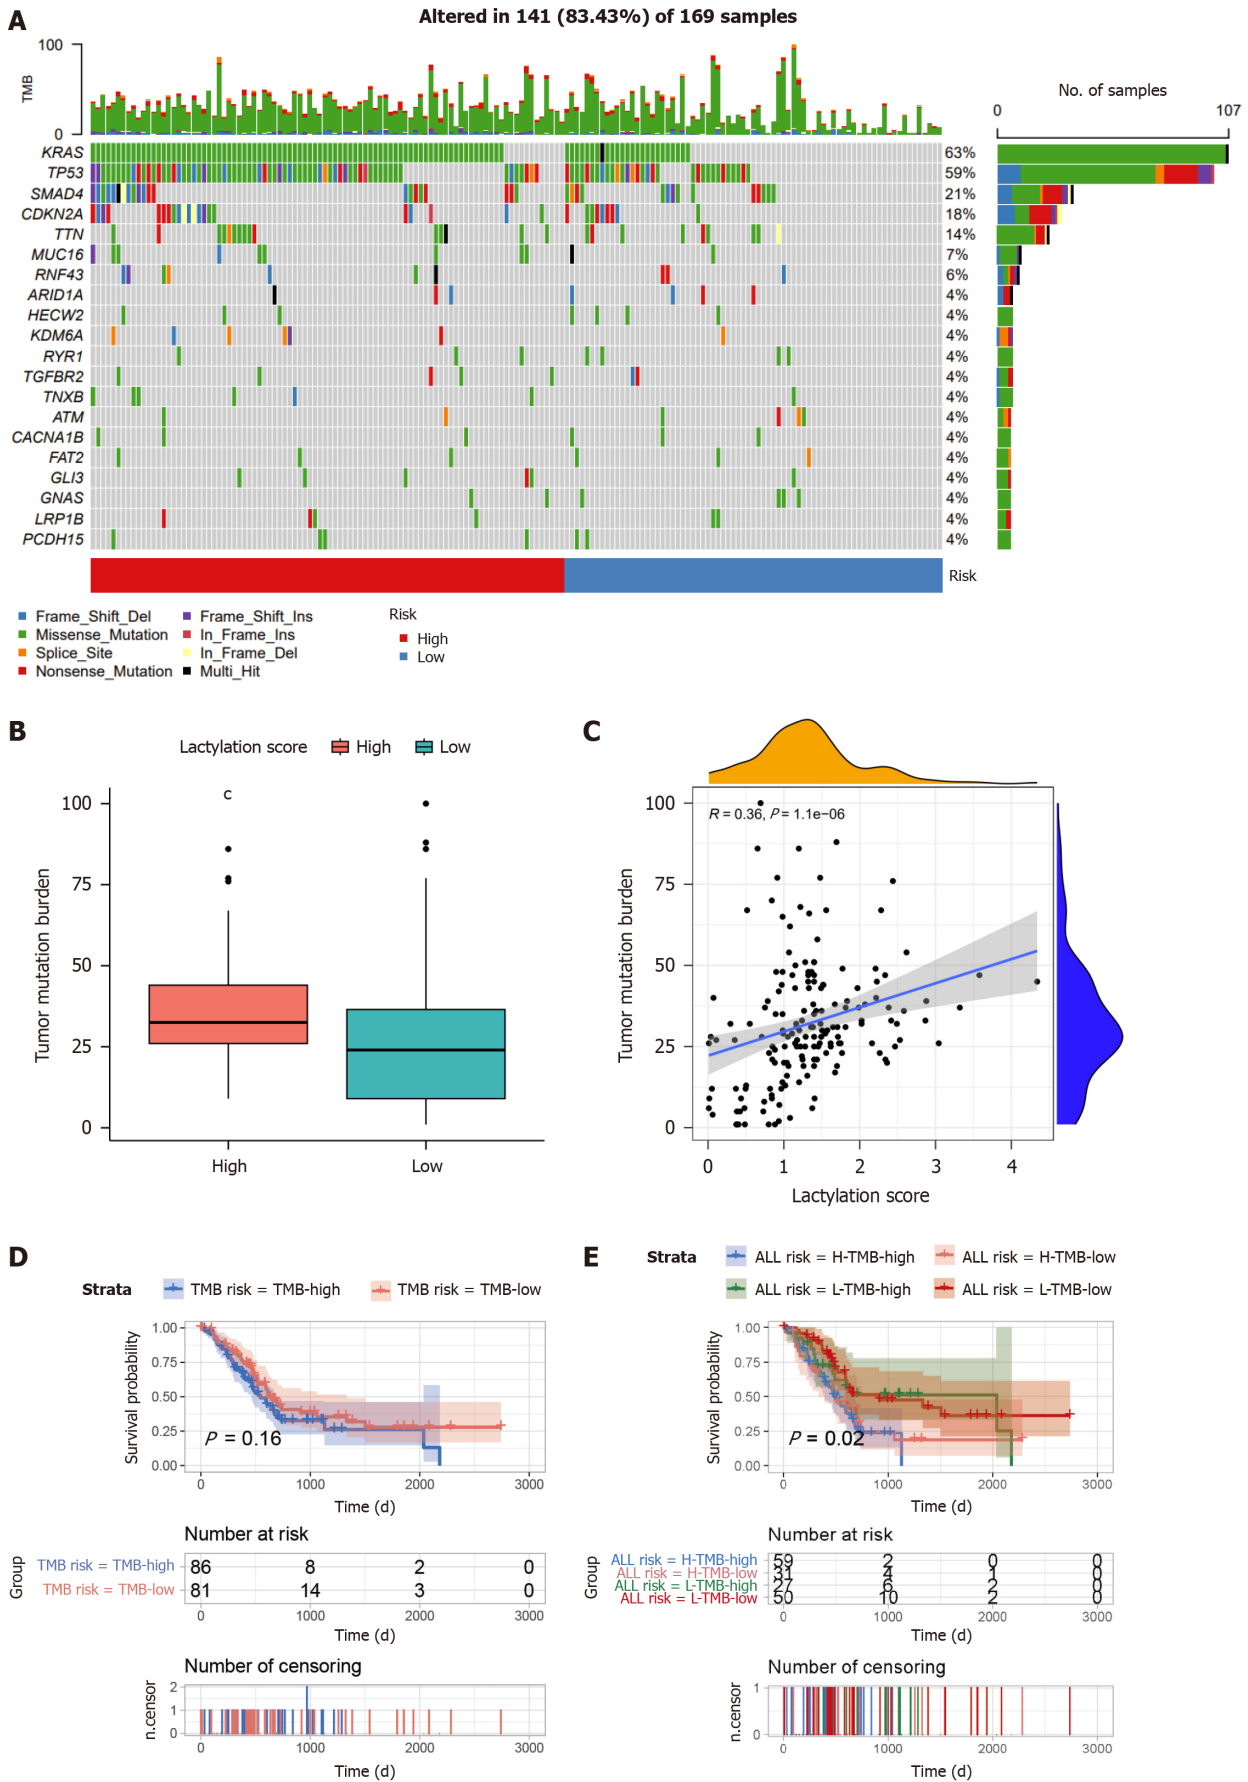 A
Altered in 141 (83.43%) of 169 samples
100
TMB
0
No. of samples
0 107
KRAS 63%
TP53 59%
SMAD4 21%
CDKN2A 18%
TTN 14%
MUC16 7%
RNF43 6%
ARID1A 4%
HECW2 4%
KDM6A 4%
RYR1 4%
TGFBR2 4%
TNXB 4%
ATM 4%
CACNA1B 4%
FAT2 4%
GLI3 4%
GNAS 4%
LRP1B 4%
PCDH15 4%
Risk
Frame_Shift_Del Frame_Shift_Ins
Missense_Mutation In_Frame_Ins
Splice_Site In_Frame_Del
Nonsense_Mutation Multi_Hit
Risk
High
Low
B
Lactylation score High Low
c
100
75
50
25
0
Tumor mutation burden
High Low
C
R = 0.36, P = 1.1e−06
100
75
50
25
0
Tumor mutation burden
0 1 2 3 4
Lactylation score
D
Strata TMB risk = TMB-high TMB risk = TMB-low
1.00
0.75
0.50
0.25
0.00
Survival probability
P = 0.16
0 1000 2000 3000
Time (d)
Number at risk
Group
TMB risk = TMB-high 86 8 2 0
TMB risk = TMB-low 81 14 3 0
0 1000 2000 3000
Time (d)
Number of censoring
n.censor
2
1
0
0 1000 2000 3000
Time (d)
E
Strata ALL risk = H-TMB-high ALL risk = H-TMB-low
ALL risk = L-TMB-high ALL risk = L-TMB-low
1.00
0.75
0.50
0.25
0.00
Survival probability
P = 0.02
0 1000 2000 3000
Time (d)
Number at risk
Group
ALL risk = H-TMB-high 59 2 0 0
ALL risk = H-TMB-low 31 4 1 0
ALL risk = L-TMB-high 27 6 2 0
ALL risk = L-TMB-low 50 10 2 0
0 1000 2000 3000
Time (d)
Number of censoring
n.censor
1
0
0 1000 2000 3000
Time (d)